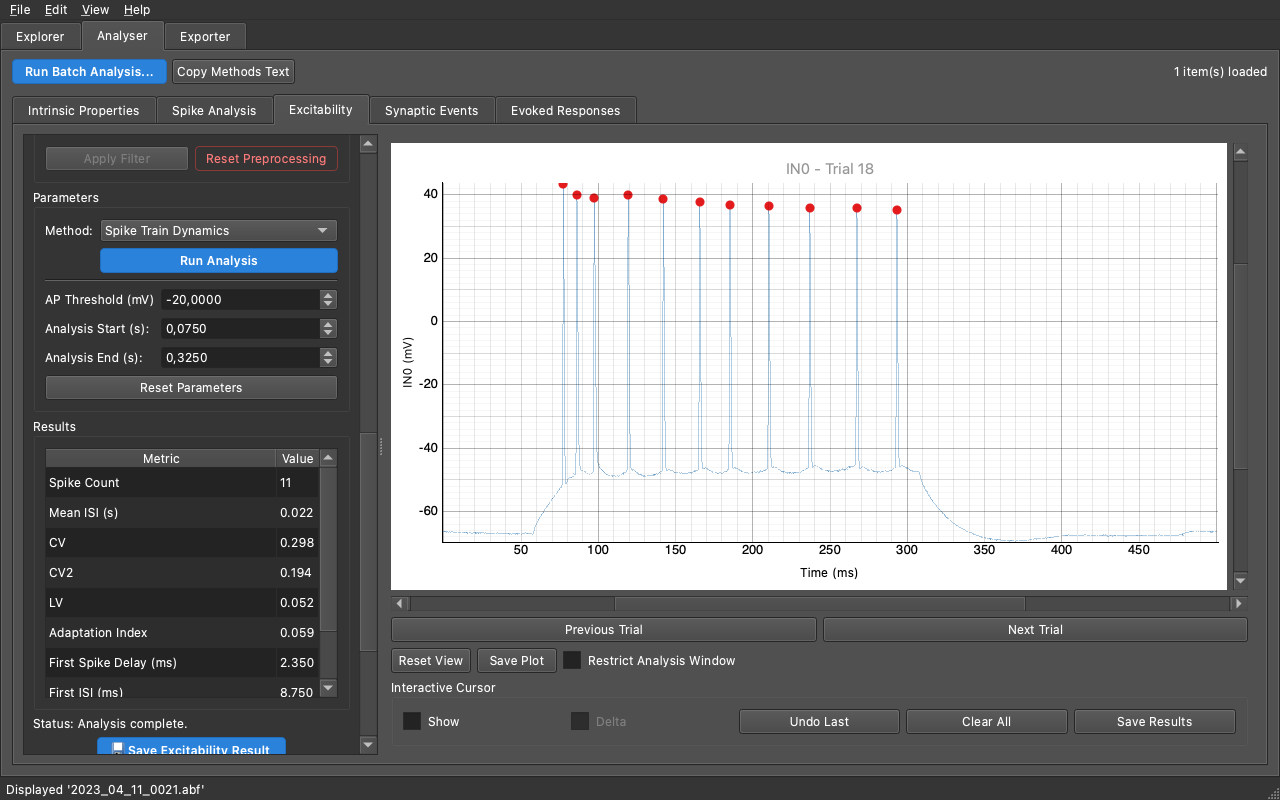 File Edit View Help
Explorer Analyser Exporter
Run Batch Analysis... Copy Methods Text 1 item(s) loaded
Intrinsic Properties Spike Analysis Excitability Synaptic Events Evoked Responses
Apply Filter Reset Preprocessing
Parameters
Method: Spike Train Dynamics
Run Analysis
AP Threshold (mV) -20,0000
Analysis Start (s): 0,0750
Analysis End (s): 0,3250
Reset Parameters
Results
Metric Value
Spike Count 11
Mean ISI (s) 0.022
CV 0.298
CV2 0.194
LV 0.052
Adaptation Index 0.059
First Spike Delay (ms) 2.350
First ISI (ms) 8.750
Status: Analysis complete.
Save Excitability Result
IN0 - Trial 18
IN0 (mV)
40
20
0
-20
-40
-60
50 100 150 200 250 300 350 400 450
Time (ms)
Previous Trial Next Trial
Reset View Save Plot Restrict Analysis Window
Interactive Cursor
Show Delta Undo Last Clear All Save Results
Displayed '2023_04_11_0021.abf'